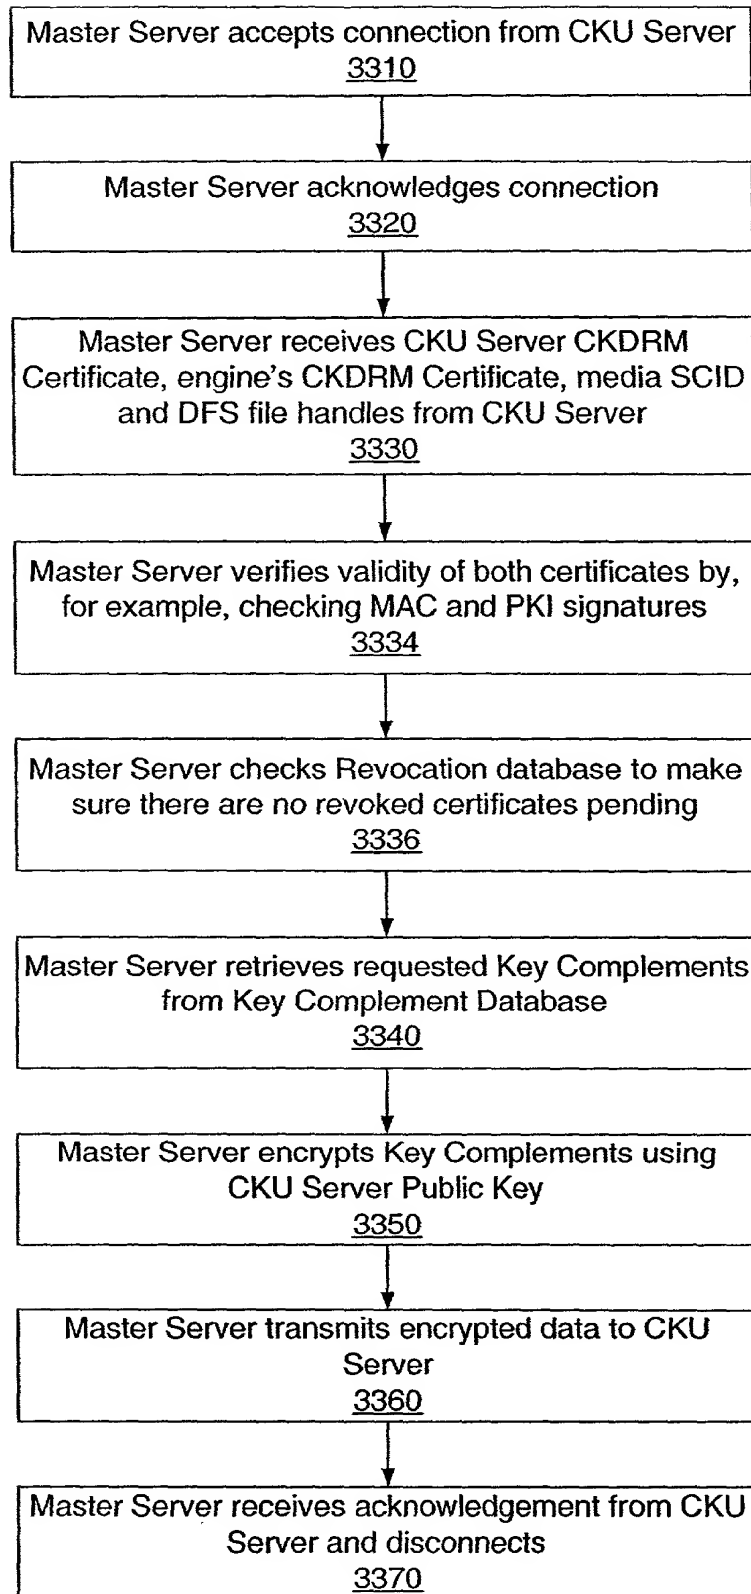 Master Server accepts connection from CKU Server
3310
Master Server acknowledges connection
3320
Master Server receives CKU Server CKDRM
Certificate, engine's CKDRM Certificate, media SCID
and DFS file handles from CKU Server
3330
Master Server verifies validity of both certificates by,
for example, checking MAC and PKI signatures
3334
Master Server checks Revocation database to make
sure there are no revoked certificates pending
3336
Master Server retrieves requested Key Complements
from Key Complement Database
3340
Master Server encrypts Key Complements using
CKU Server Public Key
3350
Master Server transmits encrypted data to CKU
Server
3360
Master Server receives acknowledgement from CKU
Server and disconnects
3370